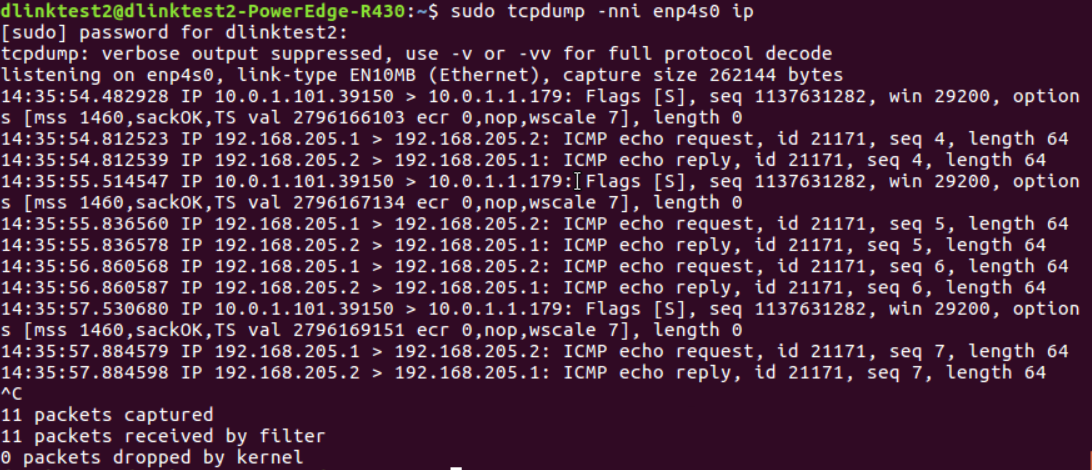 dlinktest2@dlinktest2-PowerEdge-R430:~$ sudo tcpdump -nni enp4s0 ip
[sudo] password for dlinktest2:
tcpdump: verbose output suppressed, use -v or -vv for full protocol decode
listening on enp4s0, link-type EN10MB (Ethernet), capture size 262144 bytes
14:35:54.482928 IP 10.0.1.101.39150 > 10.0.1.1.179: Flags [S], seq 1137631282, win 29200, option
s [mss 1460,sackOK,TS val 2796166103 ecr 0,nop,wscale 7], length 0
14:35:54.812523 IP 192.168.205.1 > 192.168.205.2: ICMP echo request, id 21171, seq 4, length 64
14:35:54.812539 IP 192.168.205.2 > 192.168.205.1: ICMP echo reply, id 21171, seq 4, length 64
14:35:55.514547 IP 10.0.1.101.39150 > 10.0.1.1.179: Flags [S], seq 1137631282, win 29200, option
s [mss 1460,sackOK,TS val 2796167134 ecr 0,nop,wscale 7], length 0
14:35:55.836560 IP 192.168.205.1 > 192.168.205.2: ICMP echo request, id 21171, seq 5, length 64
14:35:55.836578 IP 192.168.205.2 > 192.168.205.1: ICMP echo reply, id 21171, seq 5, length 64
14:35:56.860568 IP 192.168.205.1 > 192.168.205.2: ICMP echo request, id 21171, seq 6, length 64
14:35:56.860587 IP 192.168.205.2 > 192.168.205.1: ICMP echo reply, id 21171, seq 6, length 64
14:35:57.530680 IP 10.0.1.101.39150 > 10.0.1.1.179: Flags [S], seq 1137631282, win 29200, option
s [mss 1460,sackOK,TS val 2796169151 ecr 0,nop,wscale 7], length 0
14:35:57.884579 IP 192.168.205.1 > 192.168.205.2: ICMP echo request, id 21171, seq 7, length 64
14:35:57.884598 IP 192.168.205.2 > 192.168.205.1: ICMP echo reply, id 21171, seq 7, length 64
^C
11 packets captured
11 packets received by filter
0 packets dropped by kernel